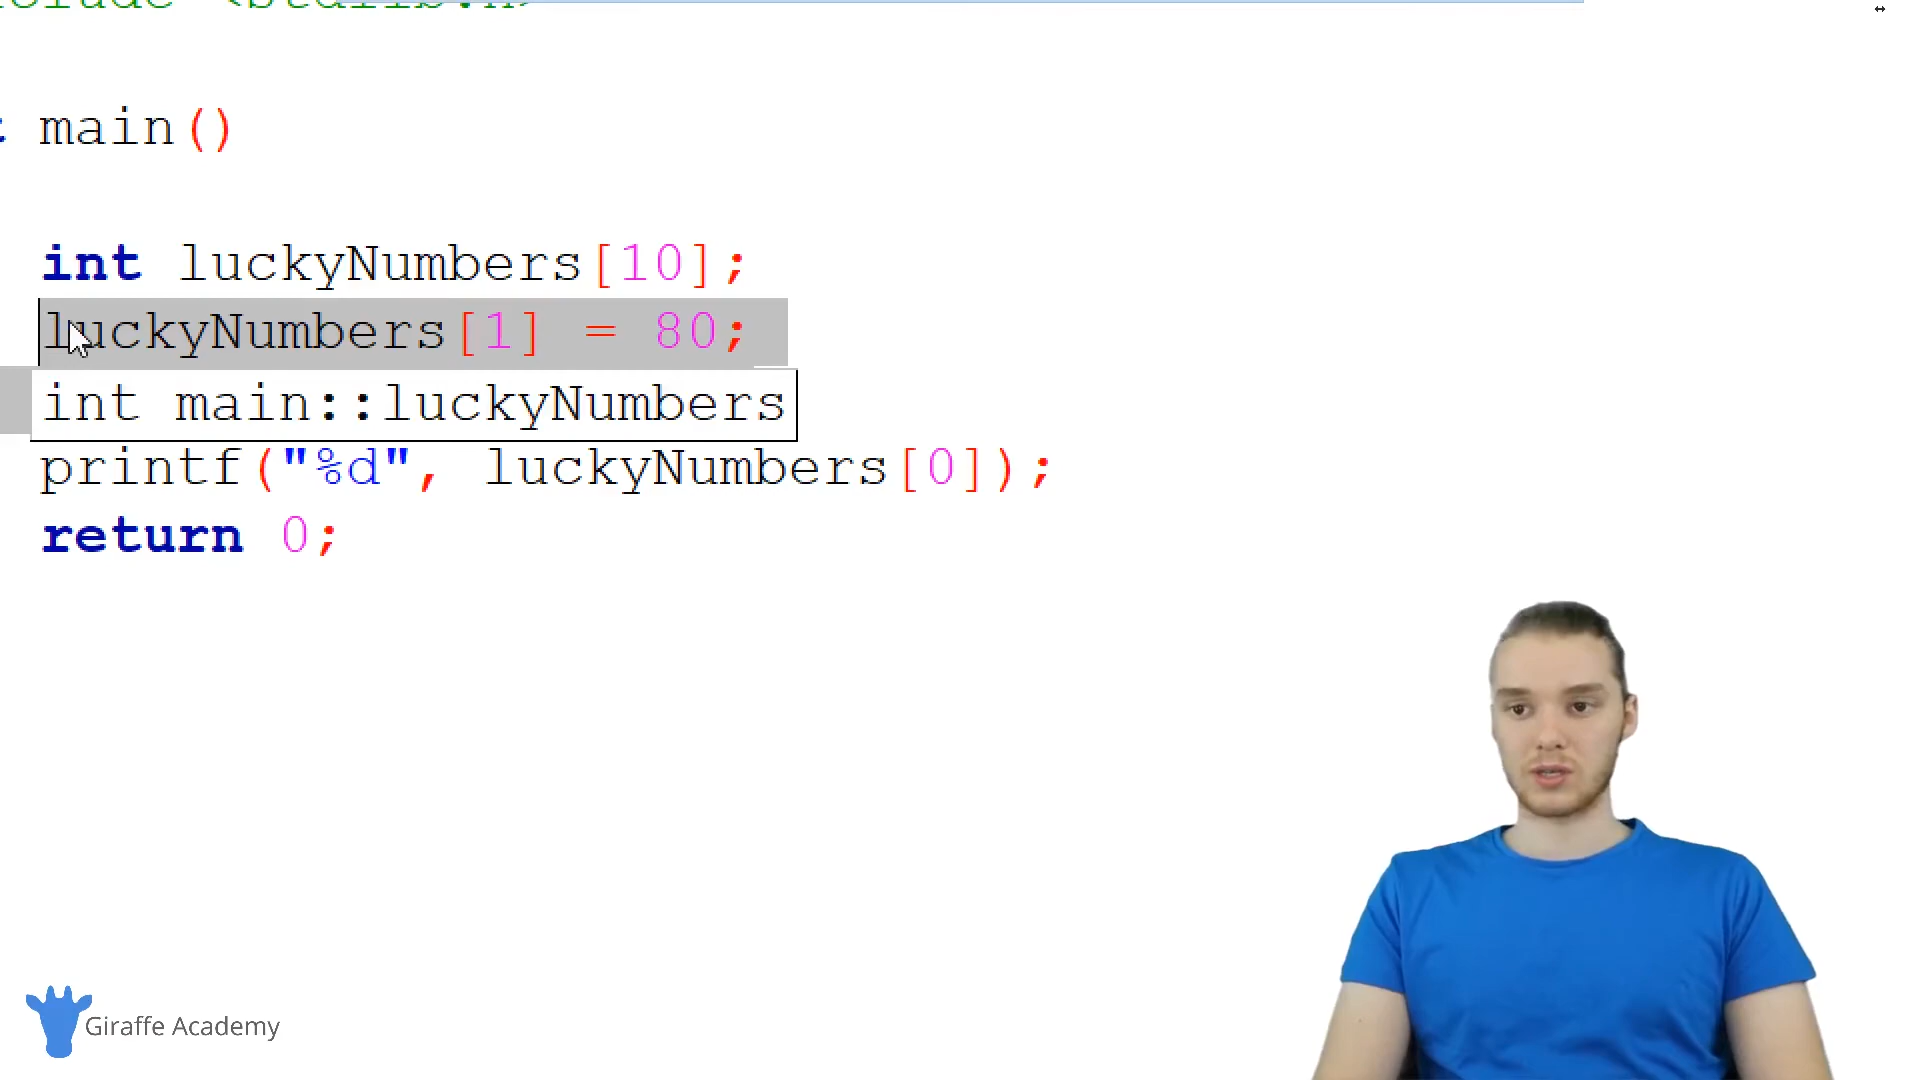 main()
int luckyNumbers[10];
luckyNumbers[1] = 80;
int main::luckyNumbers
printf("%d", luckyNumbers[0]);
return 0;
Giraffe Academy